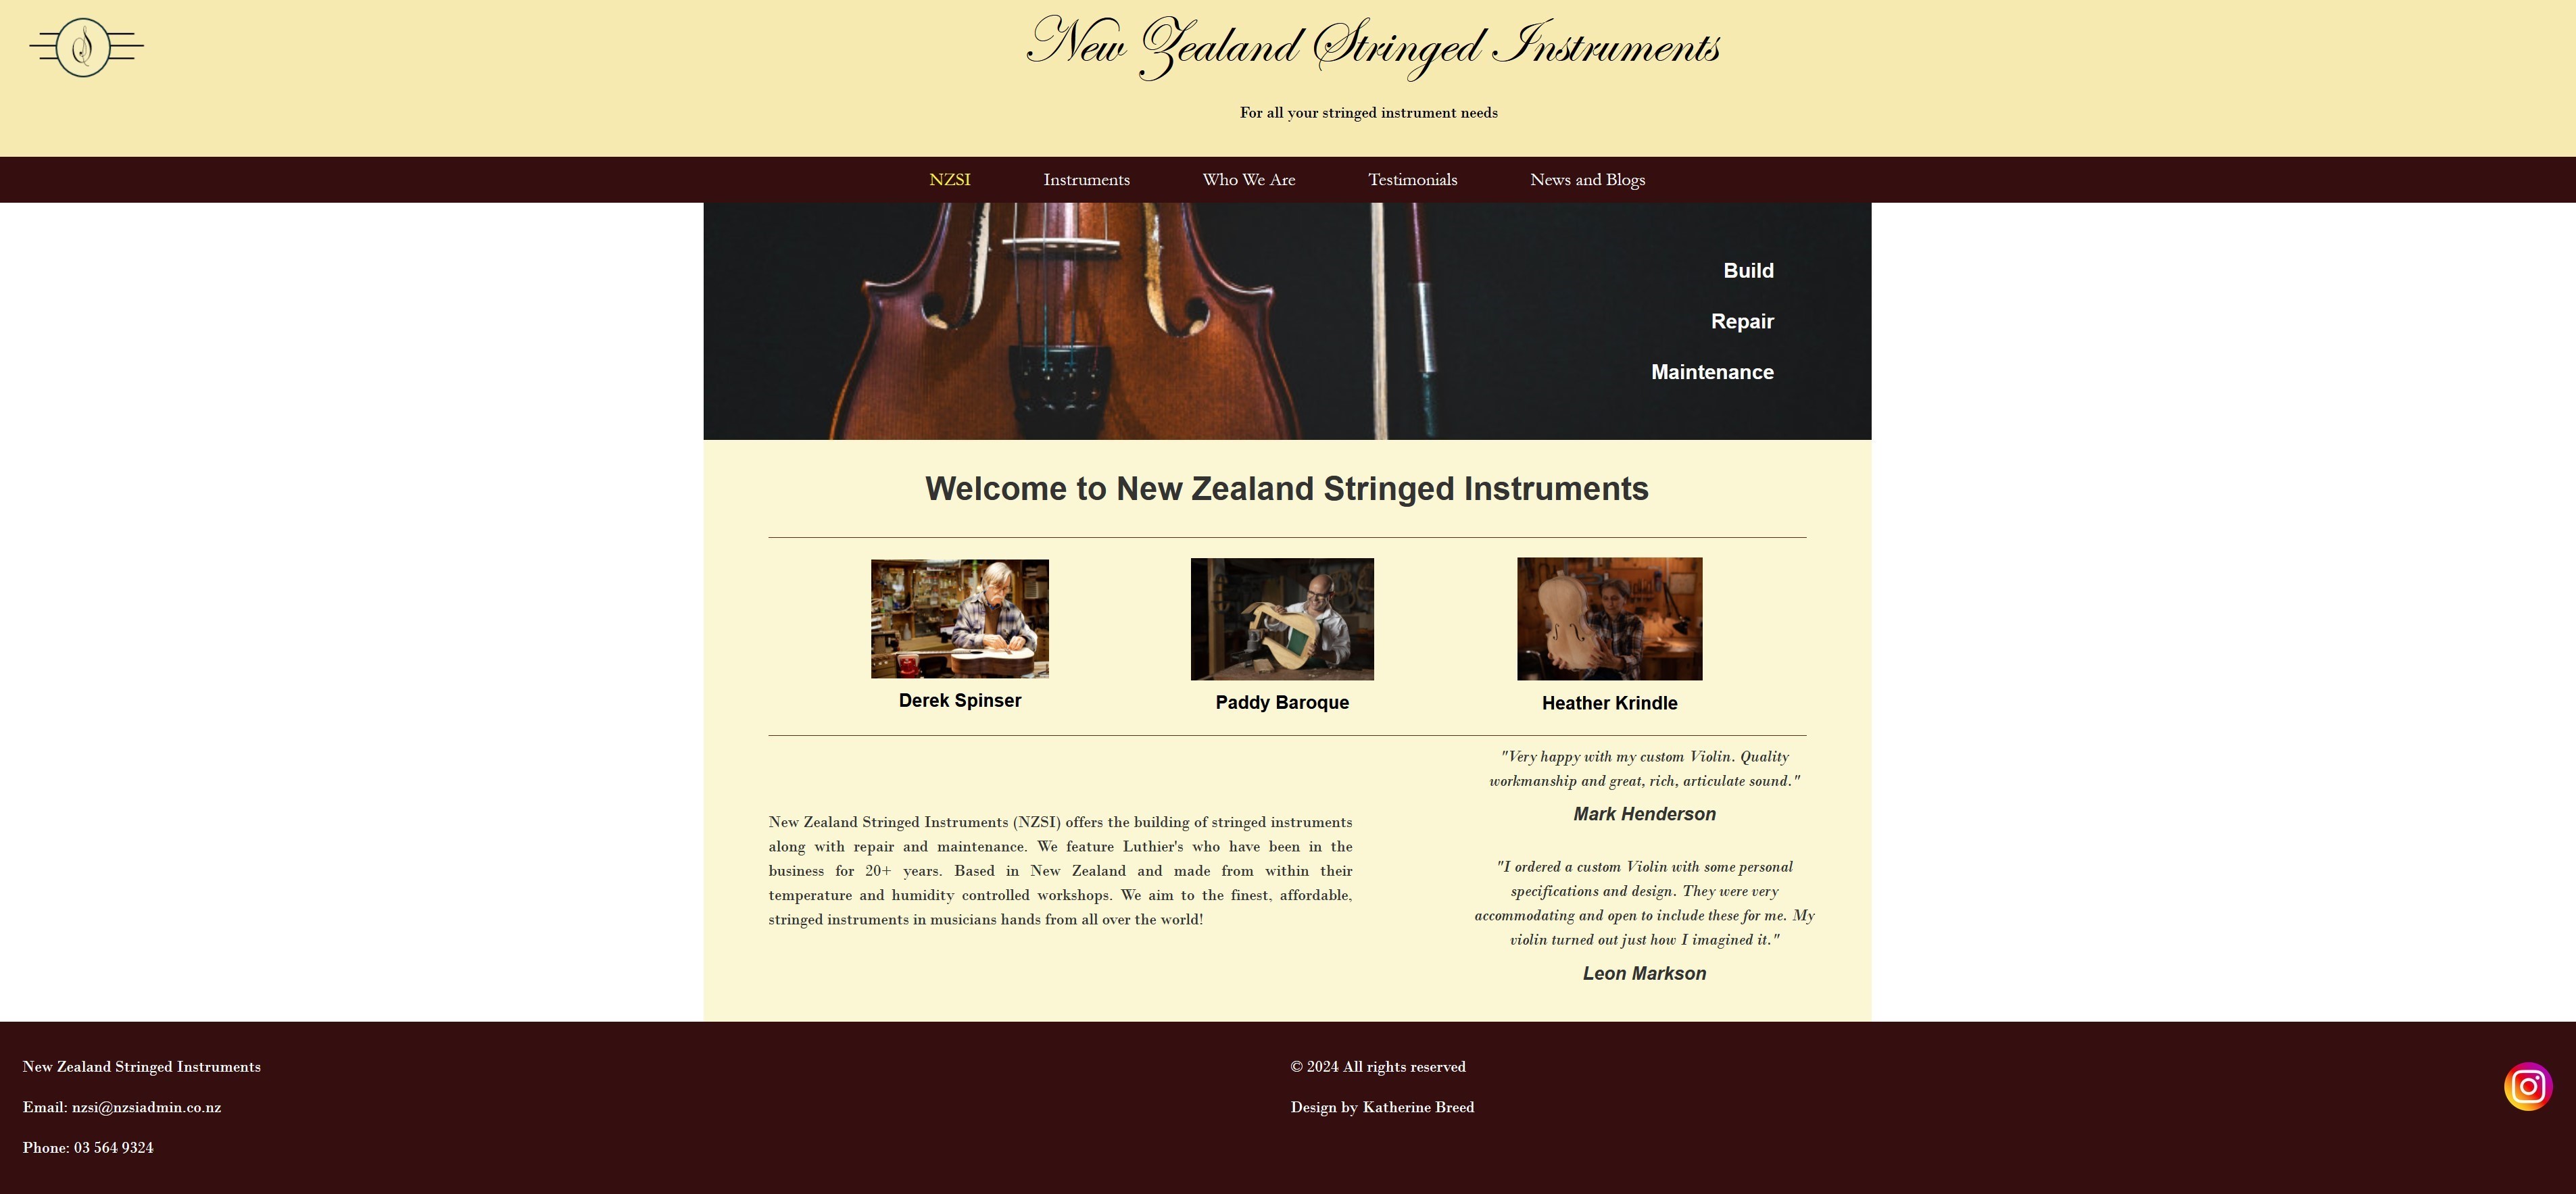 New Zealand Stringed Instruments
For all your stringed instrument needs
NZSI
Instruments
Who We Are
Testimonials
News and Blogs
Build
Repair
Maintenance
Welcome to New Zealand Stringed Instruments
Derek Spinser
Paddy Baroque
Heather Krindle
New Zealand Stringed Instruments (NZSI) offers the building of stringed instruments
along with repair and maintenance. We feature Luthier's who have been in the
business for 20+ years. Based in New Zealand and made from within their
temperature and humidity controlled workshops. We aim to the finest, affordable,
stringed instruments in musicians hands from all over the world!
"Very happy with my custom Violin. Quality
workmanship and great, rich, articulate sound."
Mark Henderson
"I ordered a custom Violin with some personal
specifications and design. They were very
accommodating and open to include these for me. My
violin turned out just how I imagined it."
Leon Markson
New Zealand Stringed Instruments
Email: nzsi@nzsiadmin.co.nz
Phone: 03 564 9324
© 2024 All rights reserved
Design by Katherine Breed